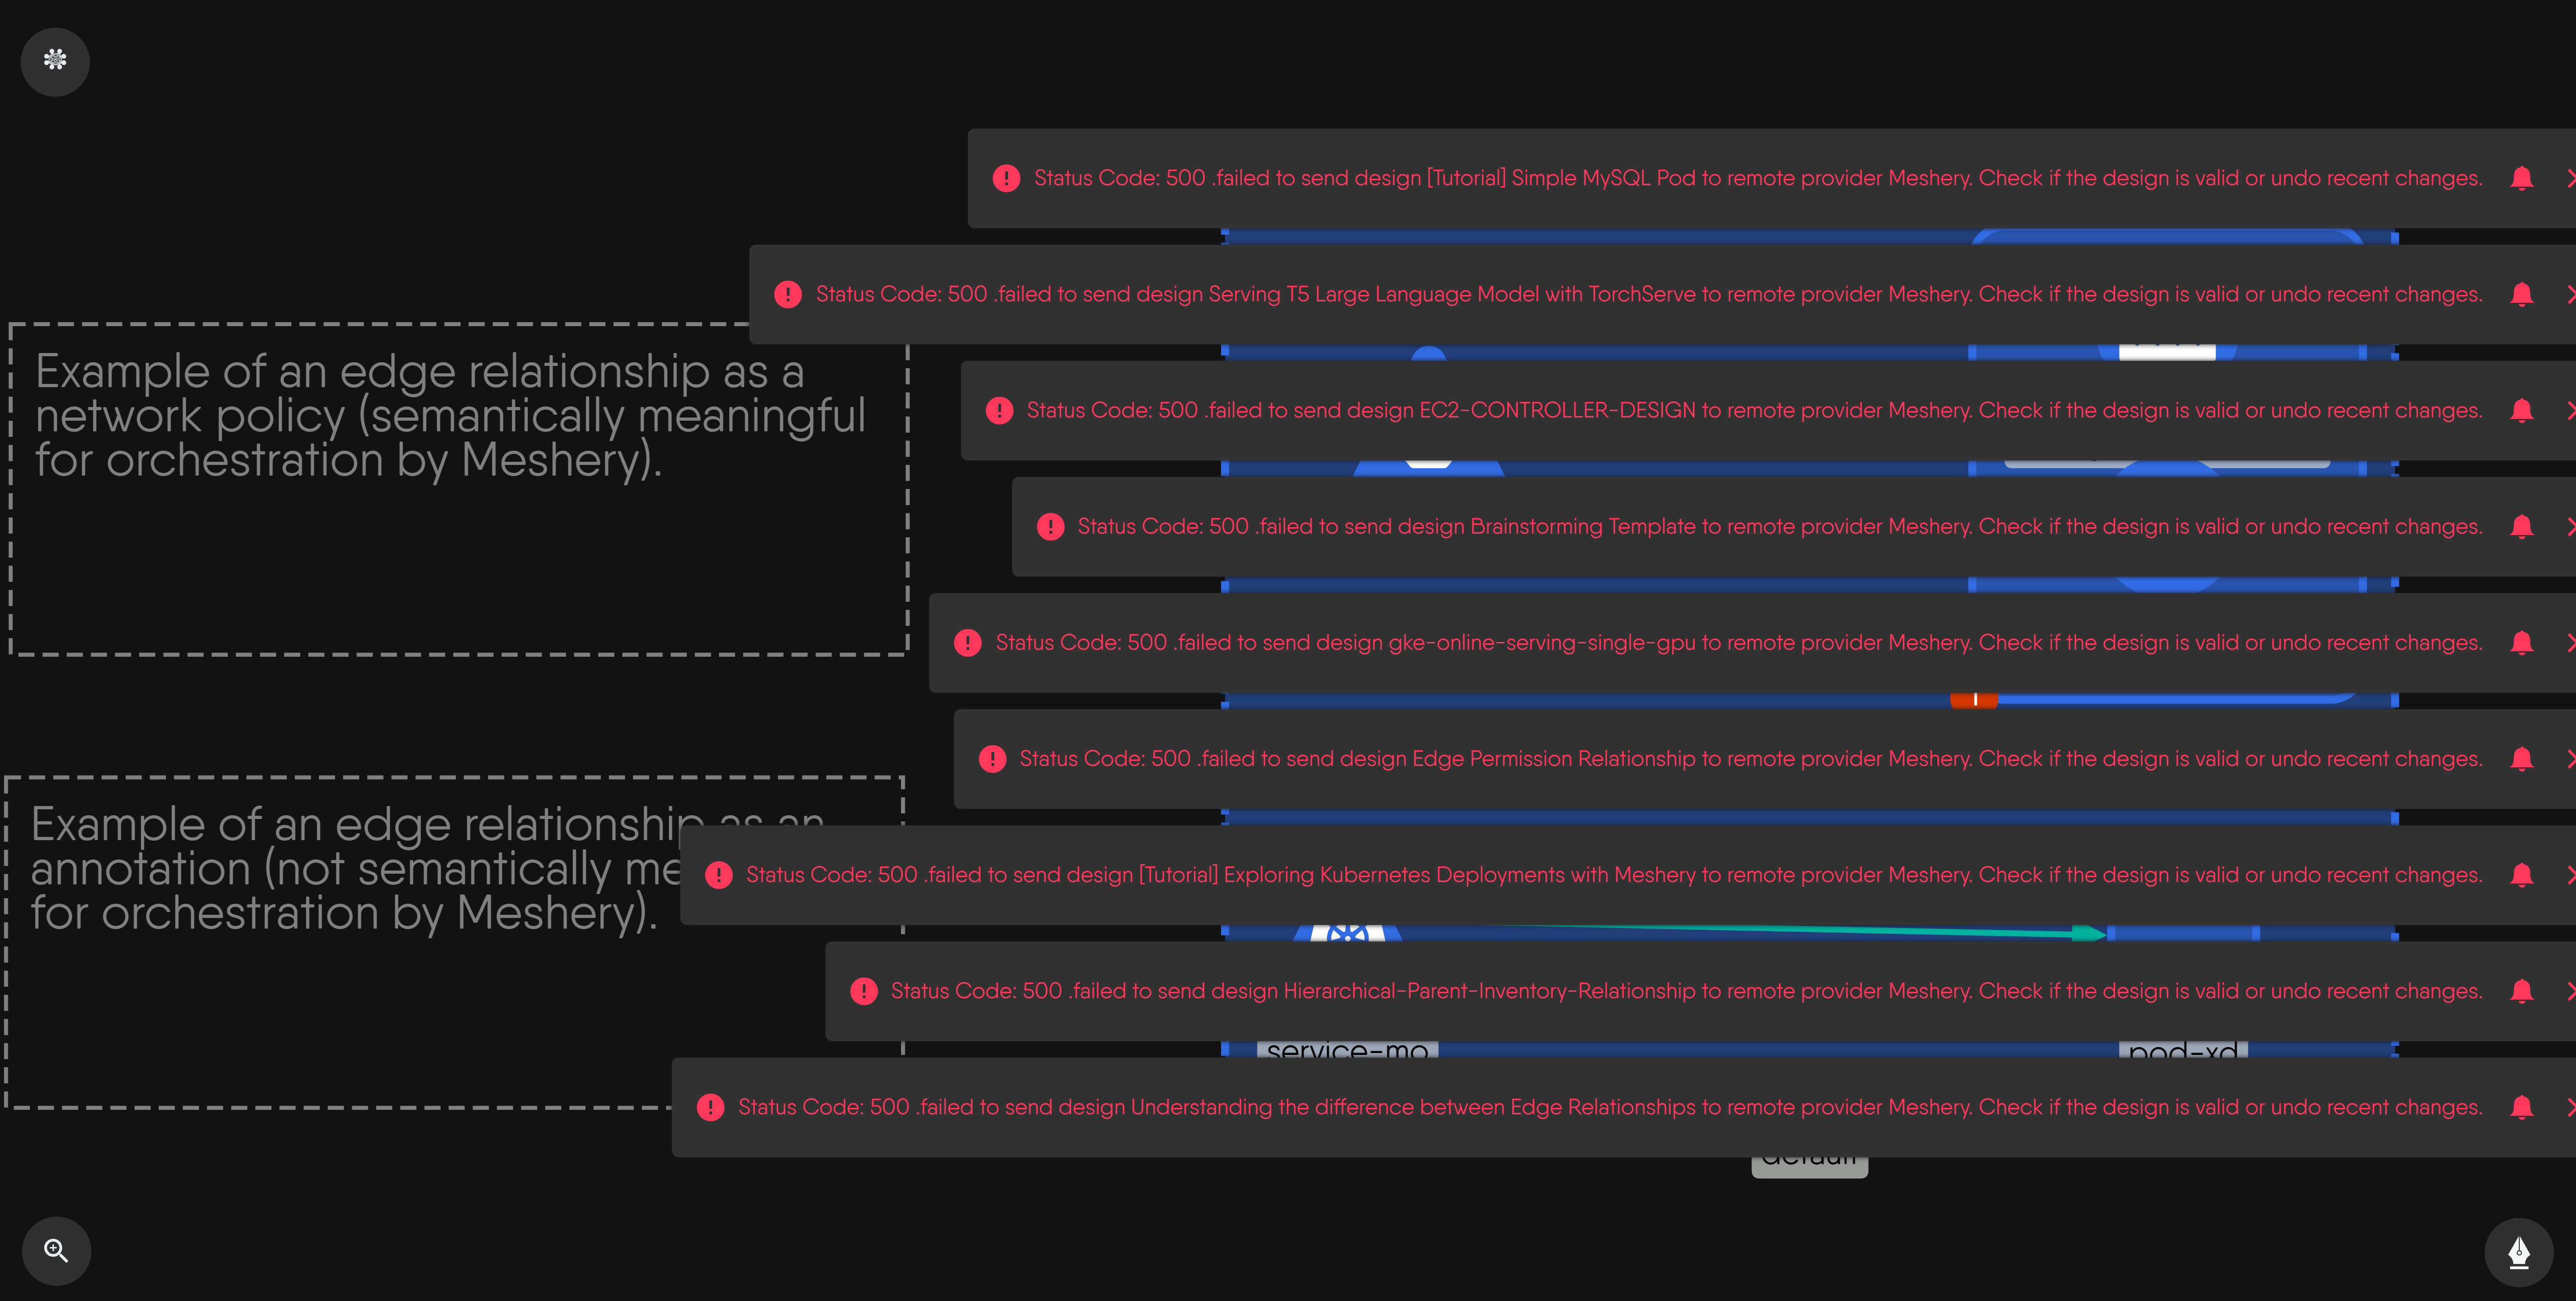 Status Code: 500 .failed to send design [Tutorial] Simple MySQL Pod to remote provider Meshery. Check if the design is valid or undo recent changes.
Status Code: 500 .failed to send design Serving T5 Large Language Model with TorchServe to remote provider Meshery. Check if the design is valid or undo recent changes.
Example of an edge relationship as a
network policy (semantically meaningful
for orchestration by Meshery).
Status Code: 500 .failed to send design EC2-CONTROLLER-DESIGN to remote provider Meshery. Check if the design is valid or undo recent changes.
Status Code: 500 .failed to send design Brainstorming Template to remote provider Meshery. Check if the design is valid or undo recent changes.
Status Code: 500 .failed to send design gke-online-serving-single-gpu to remote provider Meshery. Check if the design is valid or undo recent changes.
Status Code: 500 .failed to send design Edge Permission Relationship to remote provider Meshery. Check if the design is valid or undo recent changes.
Example of an edge relationship as an
annotation (not semantically
for orchestration by Meshery).
Status Code: 500 .failed to send design [Tutorial] Exploring Kubernetes Deployments with Meshery to remote provider Meshery. Check if the design is valid or undo recent changes.
Status Code: 500 .failed to send design Hierarchical-Parent-Inventory-Relationship to remote provider Meshery. Check if the design is valid or undo recent changes.
service-mo
pod-xd
Status Code: 500 .failed to send design Understanding the difference between Edge Relationships to remote provider Meshery. Check if the design is valid or undo recent changes.
default